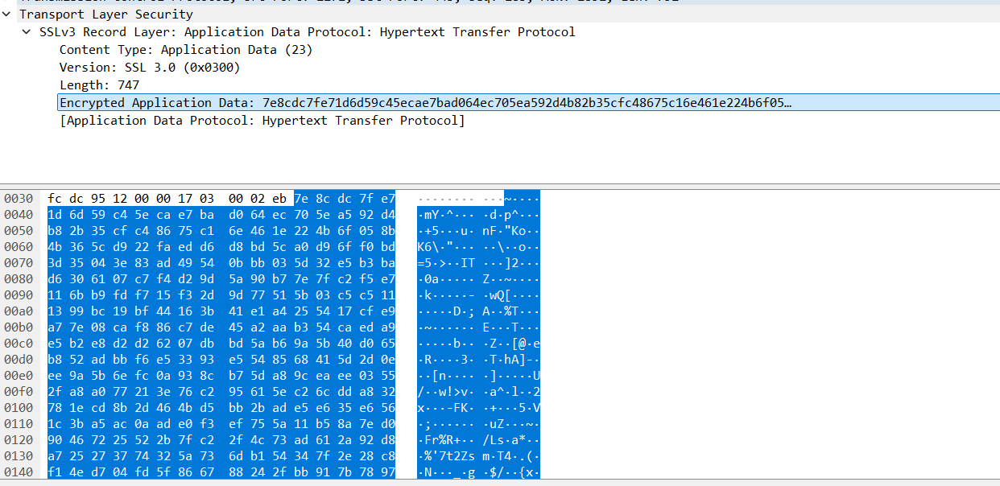 Transport Layer Security
SSLv3 Record Layer: Application Data Protocol: Hypertext Transfer Protocol
Content Type: Application Data (23)
Version: SSL 3.0 (0x0300)
Length: 747
Encrypted Application Data: 7e8cdc7fe71d6d59c45ecae7bad064ec705ea592d4b82b35cfc48675c16e461e224b6f05…
[Application Data Protocol: Hypertext Transfer Protocol]
0030 fc dc 95 12 00 00 17 03 00 02 eb 7e 8c dc 7f e7 ········ ···~····
0040 1d 6d 59 c4 5e ca e7 ba d0 64 ec 70 5e a5 92 d4 ·mY·^··· ·d·p^···
0050 b8 2b 35 cf c4 86 75 c1 6e 46 1e 22 4b 6f 05 8b ·+5···u· nF·"Ko··
0060 4b 36 5c d9 22 fa ed d6 d8 bd 5c a0 d9 6f f0 bd K6\·"··· ··\··o··
0070 3d 35 04 3e 83 ad 49 54 0b bb 03 5d 32 e5 b3 ba =5·>··IT ···]2···
0080 d6 30 61 07 c7 f4 d2 9d 5a 90 b7 7e 7f c2 f5 e7 ·0a····· Z··~····
0090 11 6b b9 fd f7 15 f3 2d 9d 77 51 5b 03 c5 c5 11 ·k·····- ·wQ[····
00a0 13 99 bc 19 bf 44 16 3b 41 e1 a4 25 54 17 cf e9 ·····D·; A··%T···
00b0 a7 7e 08 ca f8 86 c7 de 45 a2 aa b3 54 ca ed a9 ·~······ E···T···
00c0 e5 b2 e8 d2 d2 62 07 db bd 5a b6 9a 5b 40 d0 65 ·····b·· ·Z··[@·e
00d0 b8 52 ad bb f6 e5 33 93 e5 54 85 68 41 5d 2d 0e ·R····3· ·T·hA]-·
00e0 ee 9a 5b 6e fc 0a 93 8c b7 5d a8 9c ea ee 03 55 ··[n···· ·]·····U
00f0 2f a8 a0 77 21 3e 76 c2 95 61 5e c2 6c dd a8 32 /··w!>v· ·a^·l··2
0100 78 1e cd 8b 2d 46 4b d5 bb 2b ad e5 e6 35 e6 56 x···-FK· ·+···5·V
0110 1c 3b a5 ac 0a ad e0 f3 ef 75 5a 11 b5 8a 7e d0 ·;······ ·uZ···~·
0120 90 46 72 25 52 2b 7f c2 2f 4c 73 ad 61 2a 92 d8 ·Fr%R+·· /Ls·a*··
0130 a7 25 27 37 74 32 5a 73 6d b1 54 34 7f 2e 28 c8 ·%'7t2Zs m·T4·.(·
0140 f1 4e d7 04 fd 5f 86 67 88 24 2f bb 91 7b 78 97 ·N···_·g ·$/··{x·